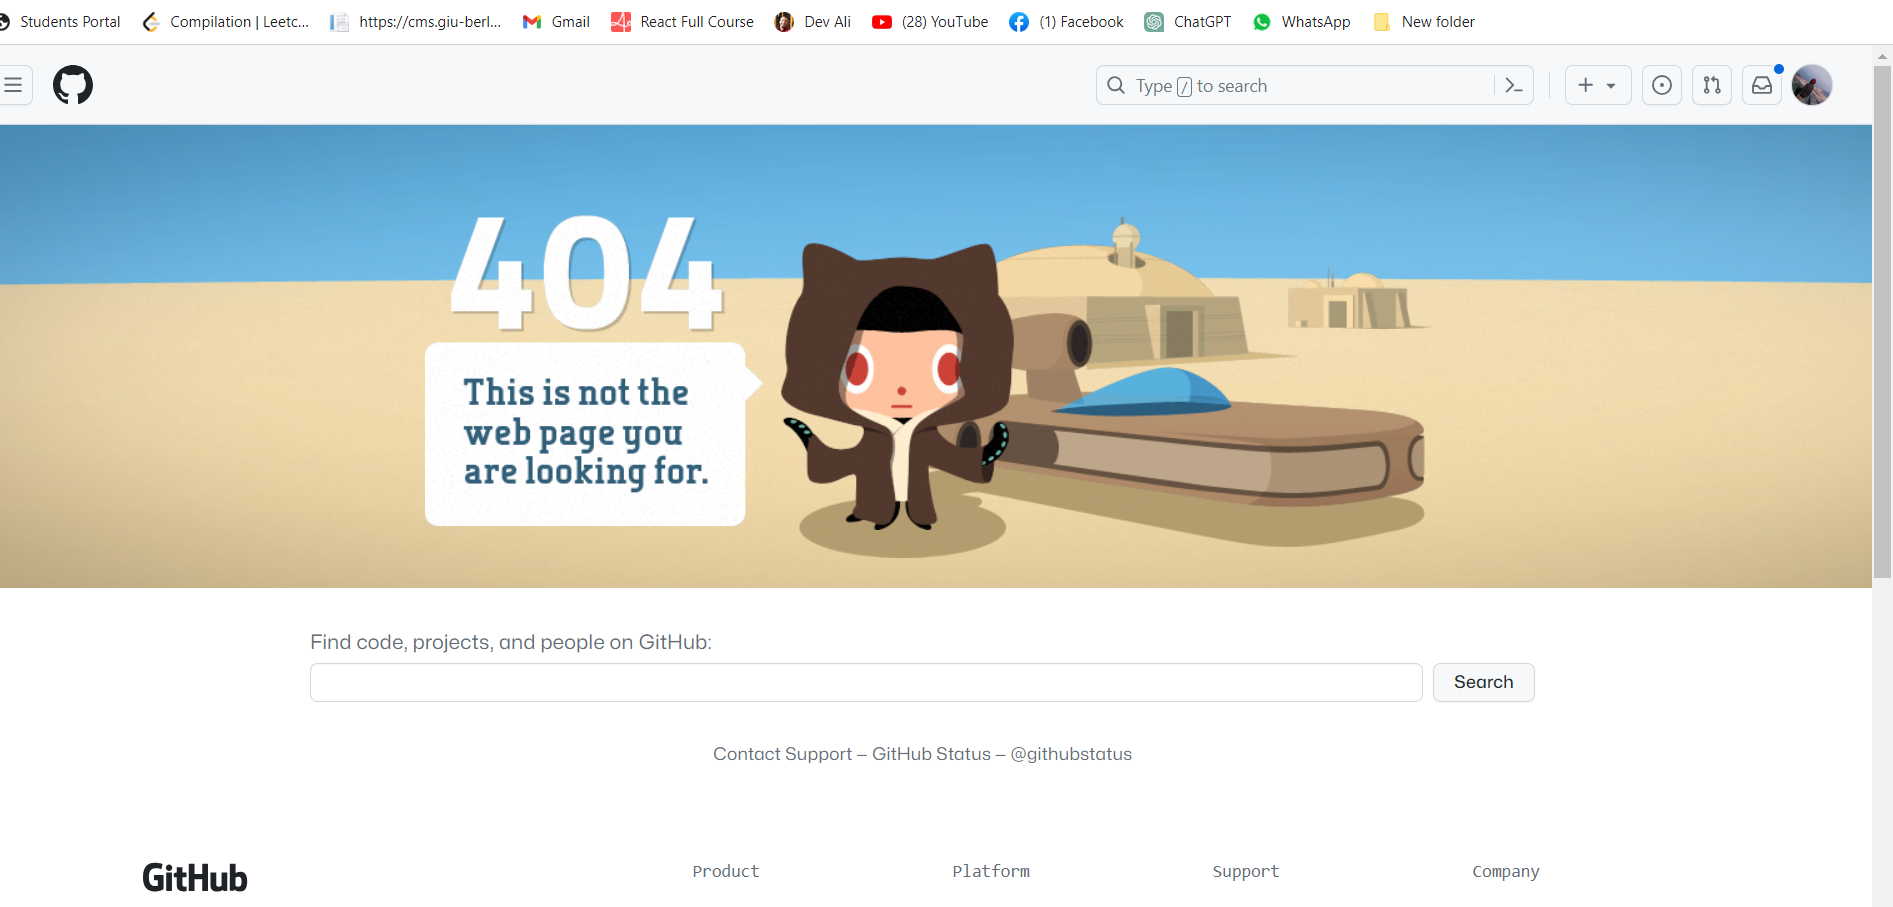 Students Portal Compilation | Leetc... https://cms.giu-berl... Gmail React Full Course Dev Ali (28) YouTube (1) Facebook ChatGPT WhatsApp New folder
Type / to search
404
This is not the
web page you
are looking for.
Find code, projects, and people on GitHub:
Search
Contact Support — GitHub Status — @githubstatus
GitHub Product Platform Support Company